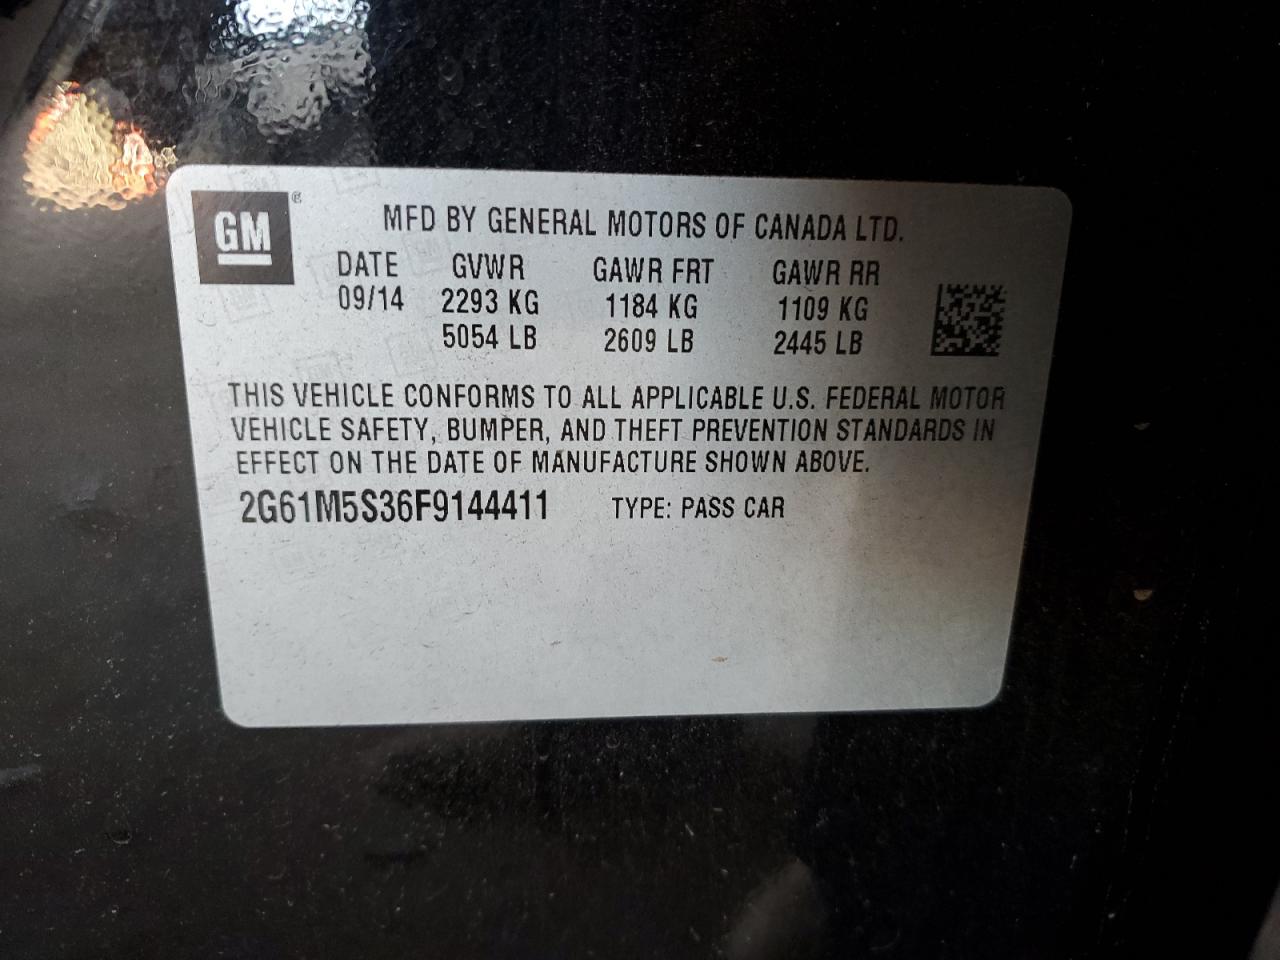 GM®
MFD BY GENERAL MOTORS OF CANADA LTD.
DATE GVWR GAWR FRT GAWR RR
09/14 2293 KG 1184 KG 1109 KG
5054 LB 2609 LB 2445 LB
THIS VEHICLE CONFORMS TO ALL APPLICABLE U.S. FEDERAL MOTOR
VEHICLE SAFETY, BUMPER, AND THEFT PREVENTION STANDARDS IN
EFFECT ON THE DATE OF MANUFACTURE SHOWN ABOVE.
2G61M5S36F9144411 TYPE: PASS CAR